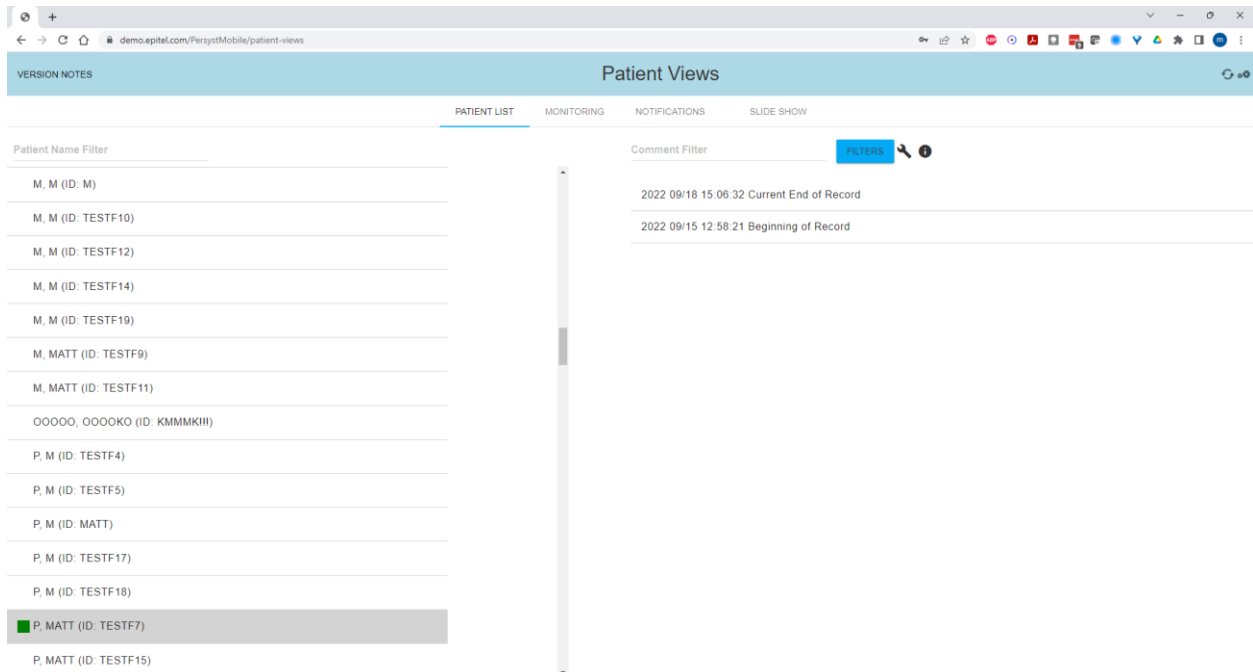 demo.epitel.com/PersystMobile/patient-views
VERSION NOTES
Patient Views
PATIENT LIST
MONITORING
NOTIFICATIONS
SLIDE SHOW
Patient Name Filter
M, M (ID: M)
M, M (ID: TESTF10)
M, M (ID: TESTF12)
M, M (ID: TESTF14)
M, M (ID: TESTF19)
M, MATT (ID: TESTF9)
M, MATT (ID: TESTF11)
OOOOO, OOOOKO (ID: KMMMK!!!)
P, M (ID: TESTF4)
P, M (ID: TESTF5)
P, M (ID: MATT)
P, M (ID: TESTF17)
P, M (ID: TESTF18)
P, MATT (ID: TESTF7)
P, MATT (ID: TESTF15)
Comment Filter
FILTERS
2022 09/18 15:06:32 Current End of Record
2022 09/15 12:58:21 Beginning of Record